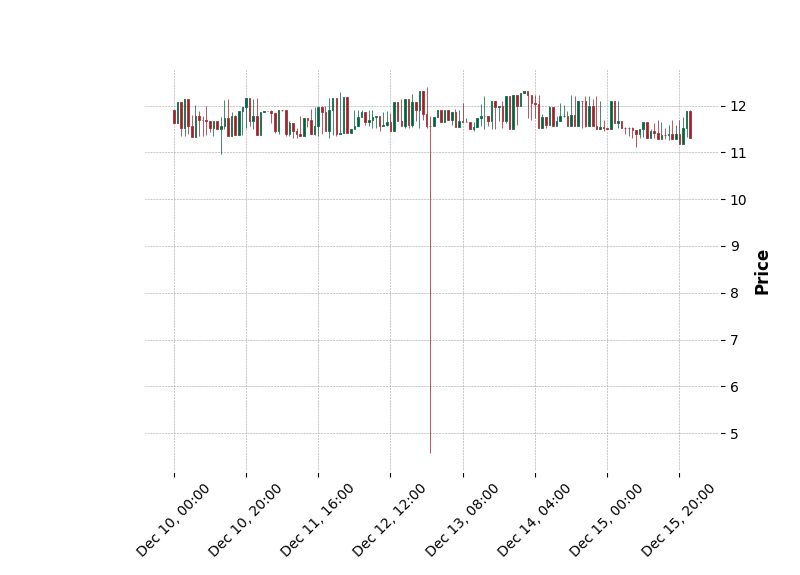 12
11
10
9
8
7
6
5
Price
Dec 10, 00:00
Dec 10, 20:00
Dec 11, 16:00
Dec 12, 12:00
Dec 13, 08:00
Dec 14, 04:00
Dec 15, 00:00
Dec 15, 20:00